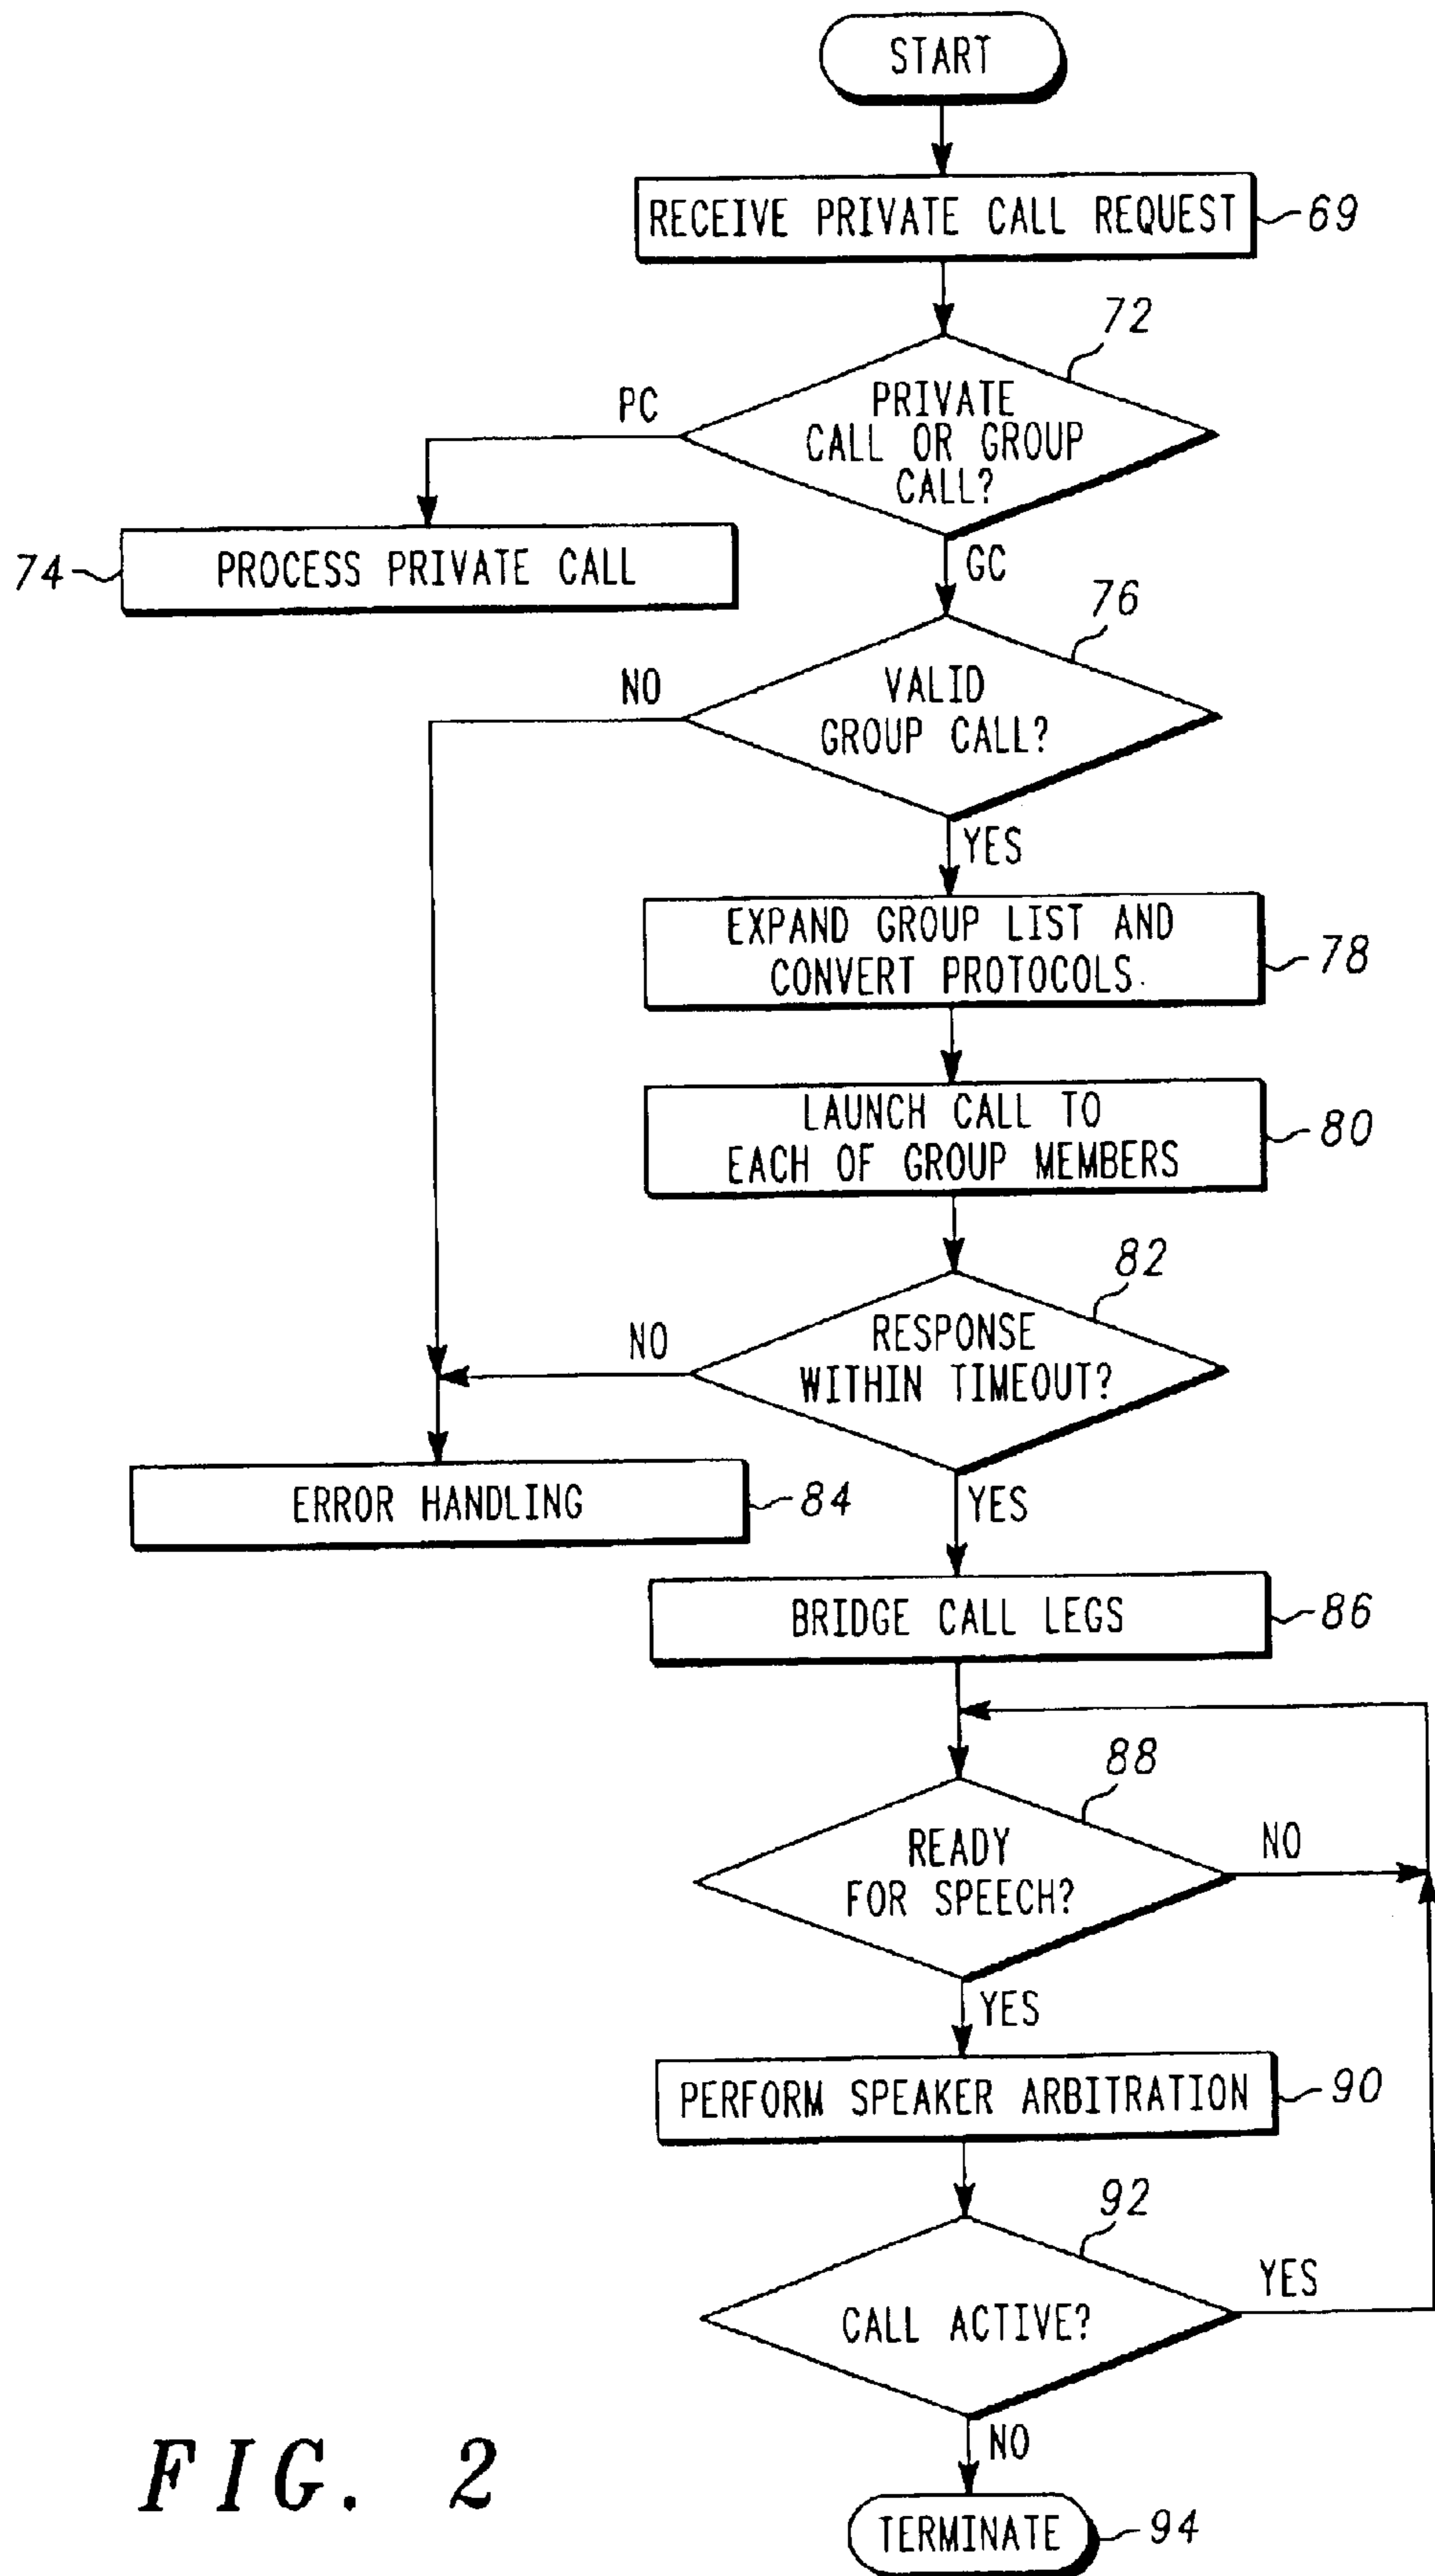 START
RECEIVE PRIVATE CALL REQUEST
69
72
PRIVATE
CALL OR GROUP
CALL?
PC
GC
74
PROCESS PRIVATE CALL
76
VALID
GROUP CALL?
NO
YES
EXPAND GROUP LIST AND
CONVERT PROTOCOLS.
78
LAUNCH CALL TO
EACH OF GROUP MEMBERS
80
82
RESPONSE
WITHIN TIMEOUT?
NO
YES
ERROR HANDLING
84
BRIDGE CALL LEGS
86
88
READY
FOR SPEECH?
NO
YES
PERFORM SPEAKER ARBITRATION
90
92
CALL ACTIVE?
YES
NO
TERMINATE
94
FIG. 2